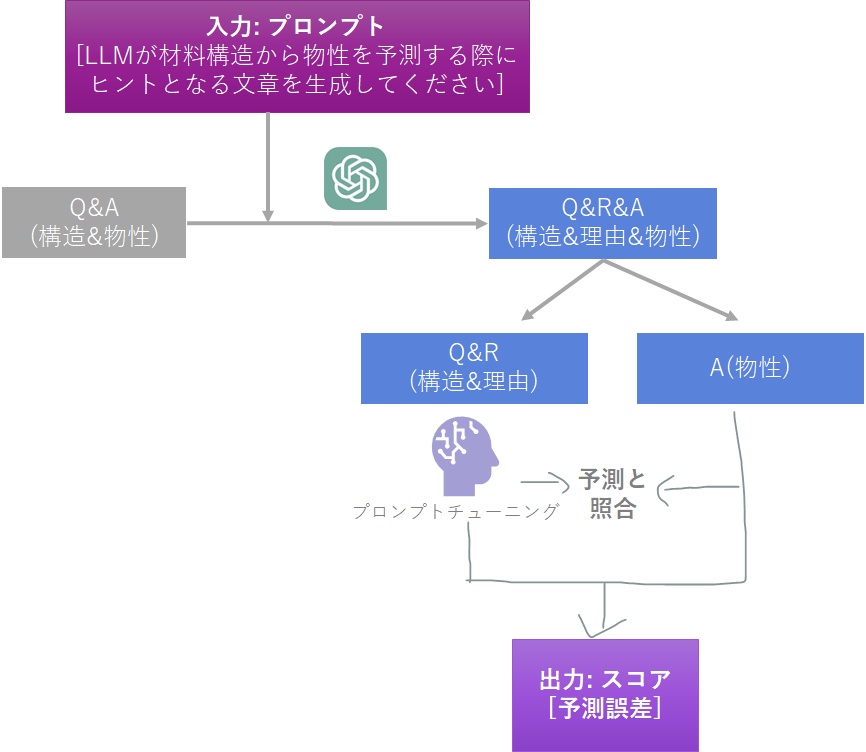 入力: プロンプト
[LLMが材料構造から物性を予測する際に
ヒントとなる文章を生成してください]
Q&A
(構造&物性)
Q&R&A
(構造&理由&物性)
Q&R
(構造&理由)
A(物性)
予測と
照合
プロンプトチューニング
出力: スコア
[予測誤差]